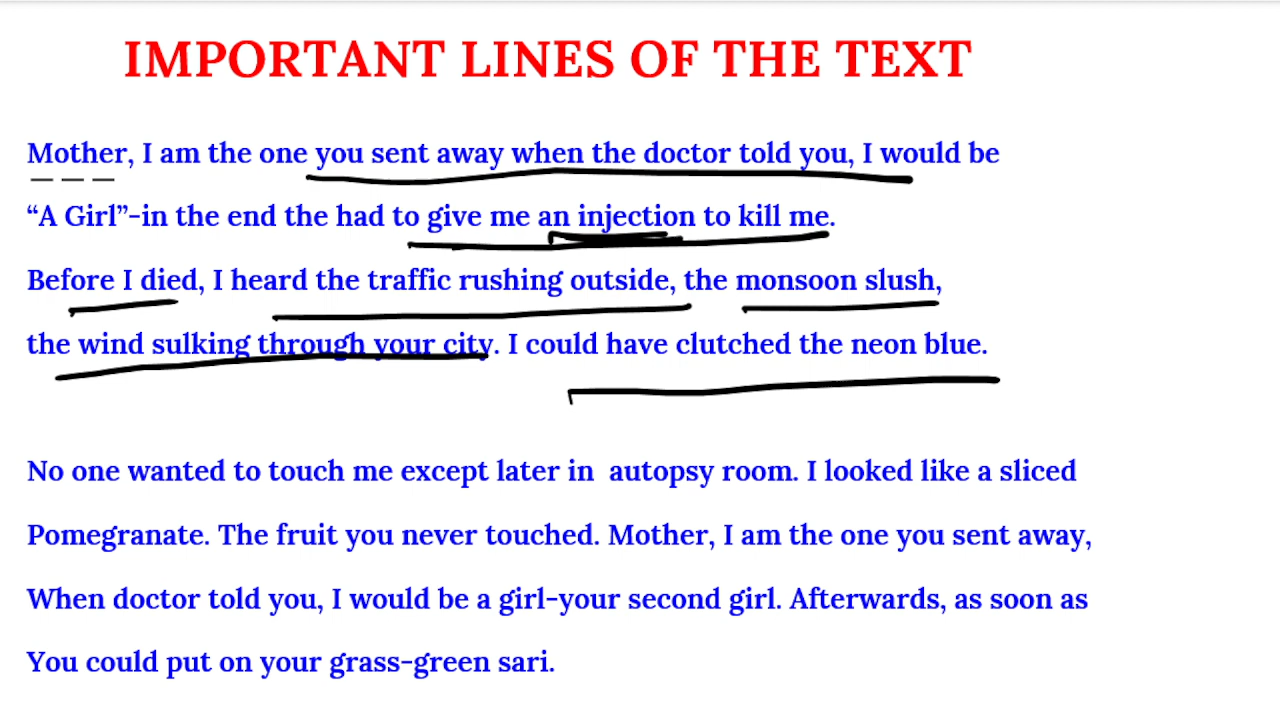 IMPORTANT LINES OF THE TEXT
Mother, I am the one you sent away when the doctor told you, I would be
“A Girl”-in the end the had to give me an injection to kill me.
Before I died, I heard the traffic rushing outside, the monsoon slush,
the wind sulking through your city. I could have clutched the neon blue.
No one wanted to touch me except later in autopsy room. I looked like a sliced
Pomegranate. The fruit you never touched. Mother, I am the one you sent away,
When doctor told you, I would be a girl-your second girl. Afterwards, as soon as
You could put on your grass-green sari.